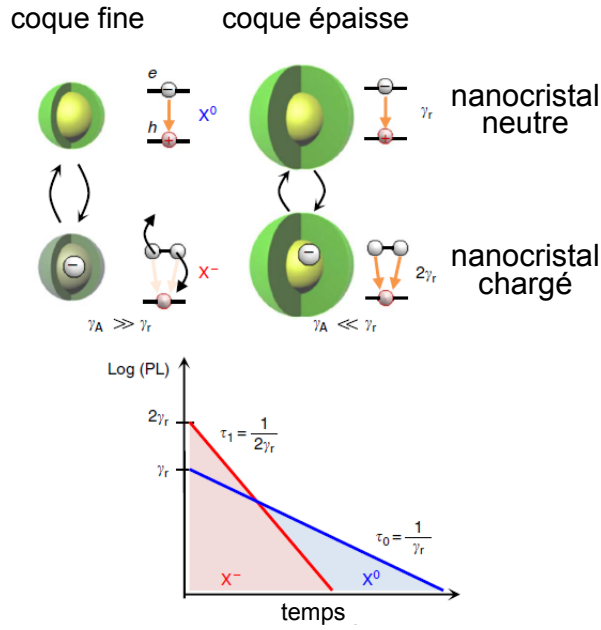 coque fine
coque épaisse
e
h
X⁰
γr
nanocristal
neutre
X⁻
2γr
nanocristal
chargé
γA ≫ γr
γA ≪ γr
Log (PL)
2γr
τ1 = 1/2γr
γr
τ0 = 1/γr
X⁻
X⁰
temps